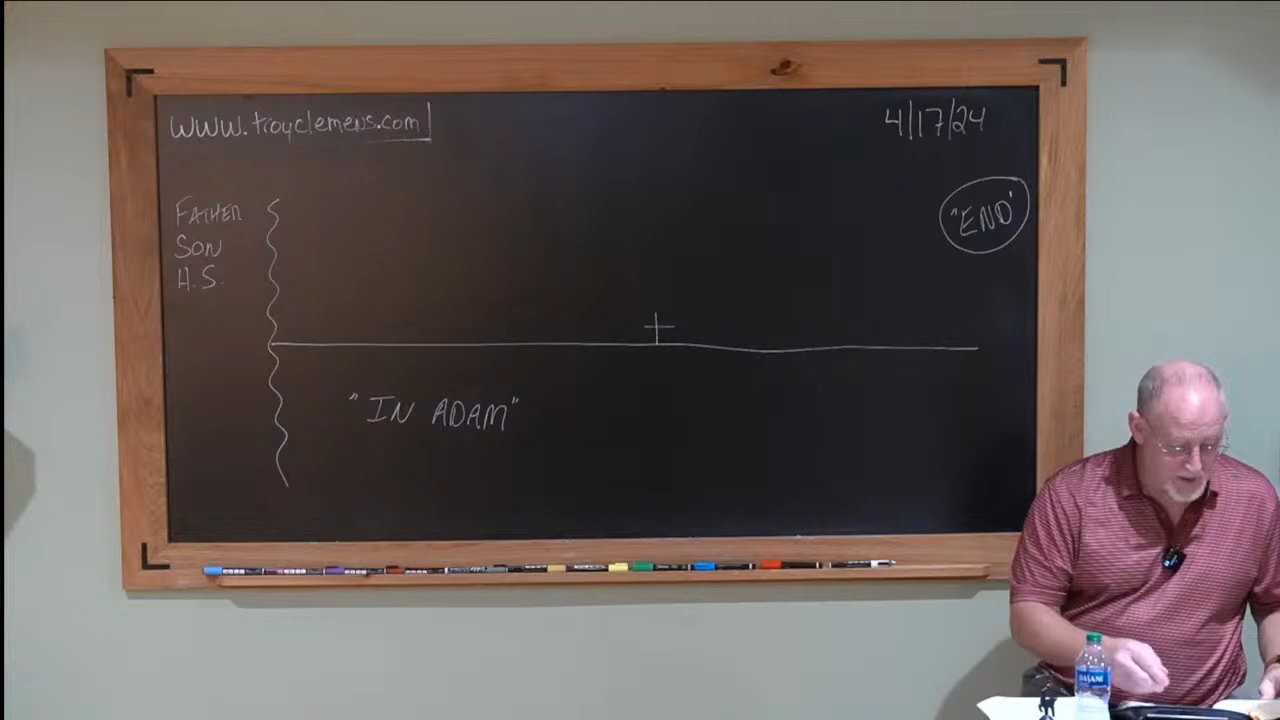 www.troyclemens.com
4/17/24
FATHER
SON
H.S.
"END"
"IN ADAM"
DASANI